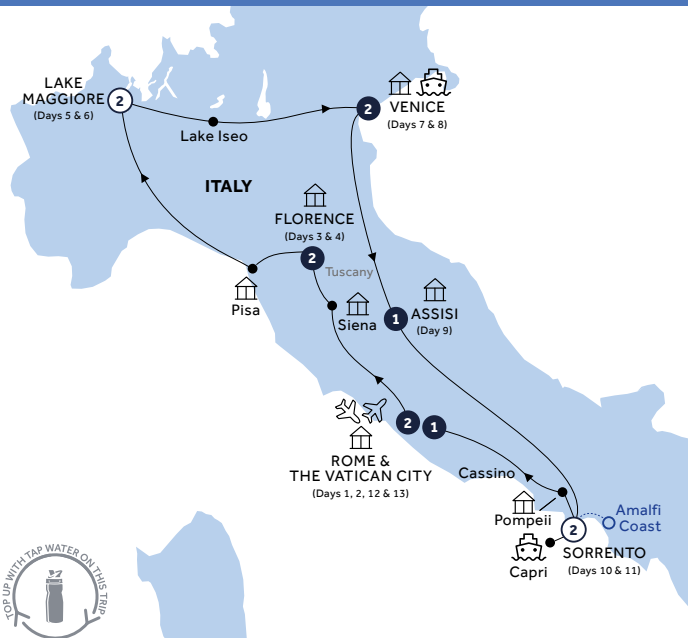 LAKE
MAGGIORE
(Days 5 & 6)
2
Lake Iseo
2
VENICE
(Days 7 & 8)
ITALY
FLORENCE
(Days 3 & 4)
2
Tuscany
Pisa
Siena
1
ASSISI
(Day 9)
2
1
ROME &
THE VATICAN CITY
(Days 1, 2, 12 & 13)
Cassino
Pompeii
Amalfi
Coast
2
SORRENTO
(Days 10 & 11)
Capri
TOP UP WITH TAP WATER ON THIS TRIP